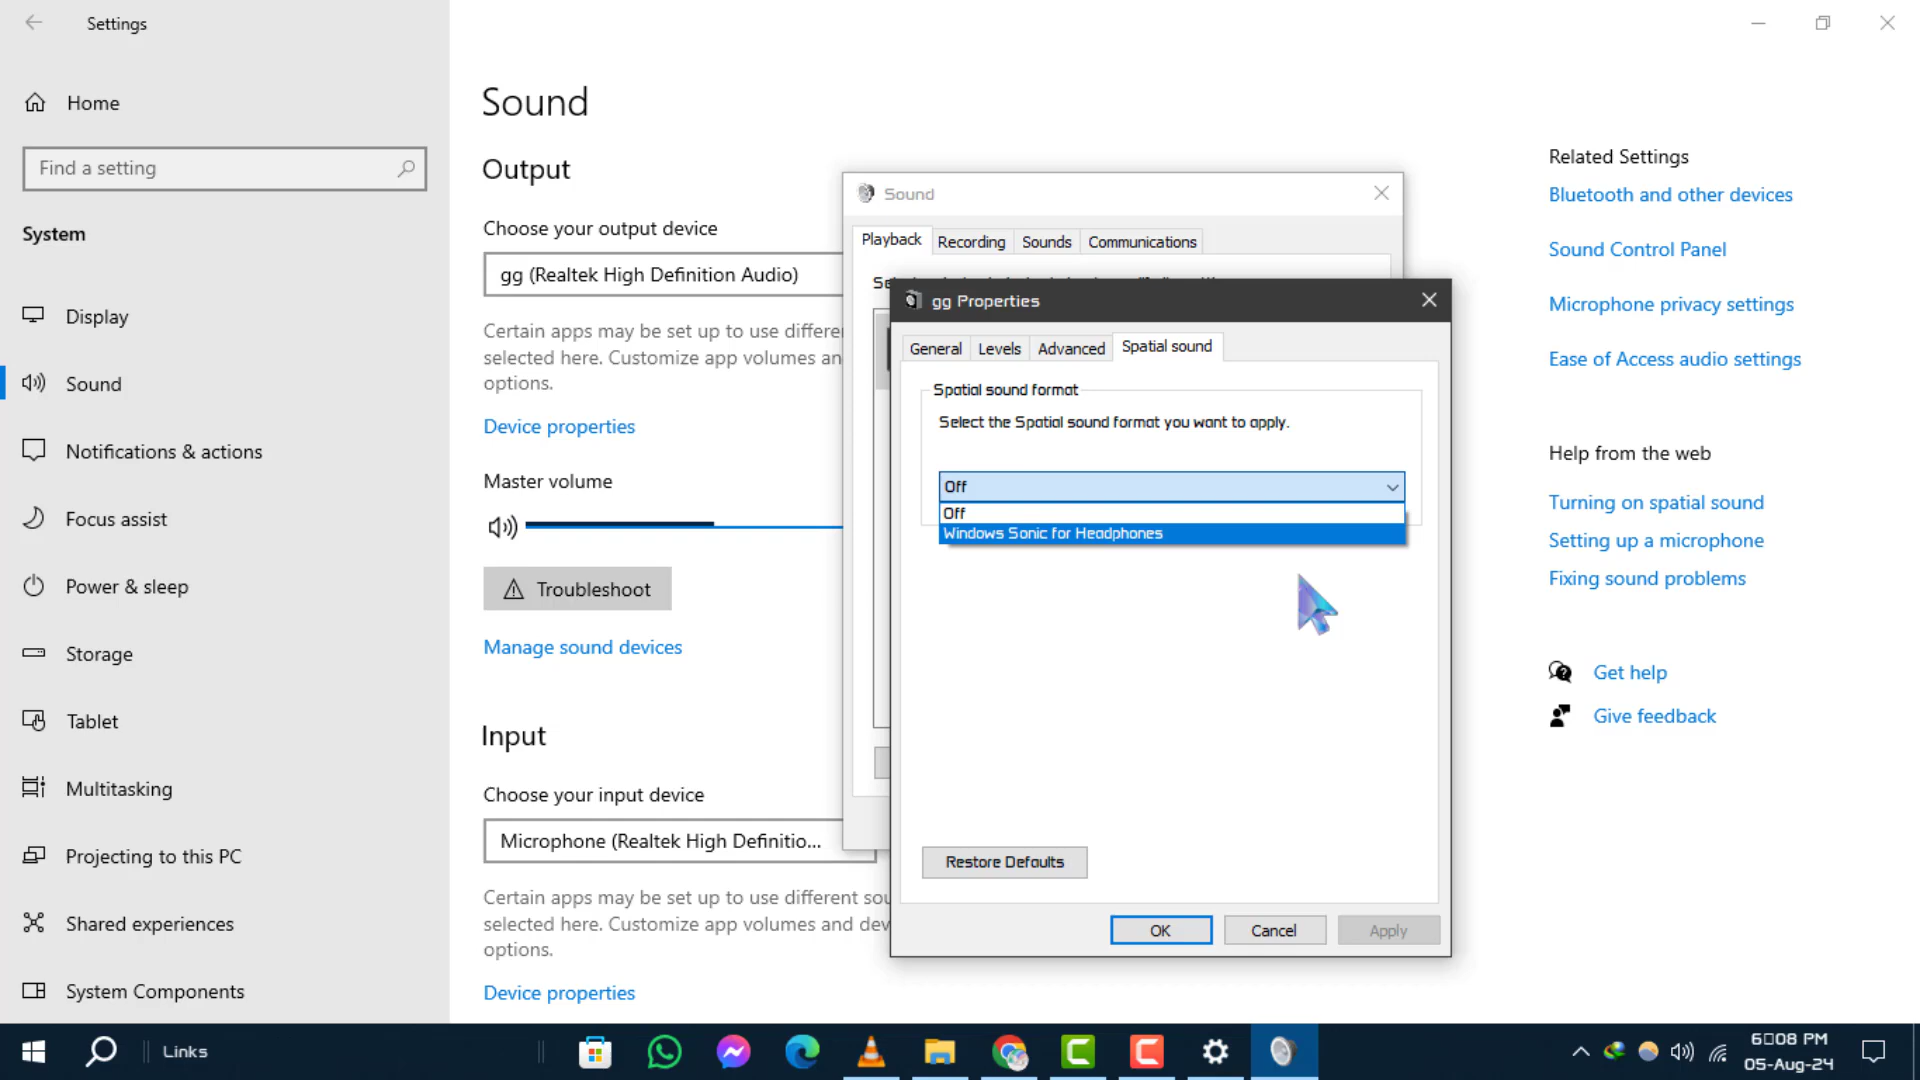 Settings
Home
Find a setting
System
Display
Sound
Notifications & actions
Focus assist
Power & sleep
Storage
Tablet
Multitasking
Projecting to this PC
Shared experiences
System Components
Sound
Output
Choose your output device
gg (Realtek High Definition Audio)
Certain apps may be set up to use differe
selected here. Customize app volumes an
options.
Device properties
Master volume
Troubleshoot
Manage sound devices
Input
Choose your input device
Microphone (Realtek High Definitio...
Certain apps may be set up to use different sou
selected here. Customize app volumes and dev
options.
Device properties
Sound
Playback
Recording
Sounds
Communications
gg Properties
General
Levels
Advanced
Spatial sound
Spatial sound format
Select the Spatial sound format you want to apply.
Off
Off
Windows Sonic for Headphones
Restore Defaults
OK
Cancel
Apply
Related Settings
Bluetooth and other devices
Sound Control Panel
Microphone privacy settings
Ease of Access audio settings
Help from the web
Turning on spatial sound
Setting up a microphone
Fixing sound problems
Get help
Give feedback
Links
6□08 PM
05-Aug-24